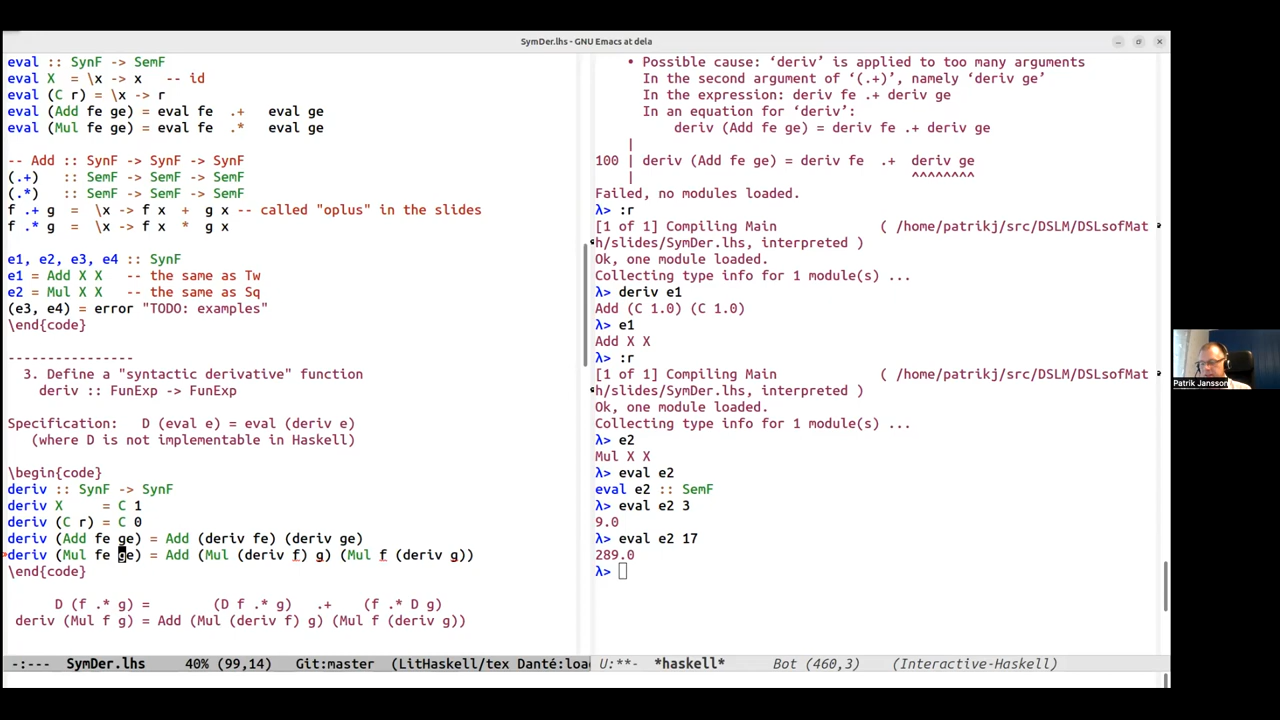 SymDer.lhs - GNU Emacs at dela
eval :: SynF -> SemF
eval X  = \x -> x   -- id
eval (C r) = \x -> r
eval (Add fe ge) = eval fe  .+   eval ge
eval (Mul fe ge) = eval fe  .*   eval ge
-- Add :: SynF -> SynF -> SynF
(.+)   :: SemF -> SemF -> SemF
(.*)   :: SemF -> SemF -> SemF
f .+ g  =  \x -> f x  +  g x -- called "oplus" in the slides
f .* g  =  \x -> f x  *  g x
e1, e2, e3, e4 :: SynF
e1 = Add X X   -- the same as Tw
e2 = Mul X X   -- the same as Sq
(e3, e4) = error "TODO: examples"
\end{code}
----------------
3. Define a "syntactic derivative" function
deriv :: FunExp -> FunExp
Specification:   D (eval e) = eval (deriv e)
(where D is not implementable in Haskell)
\begin{code}
deriv :: SynF -> SynF
deriv X     = C 1
deriv (C r) = C 0
deriv (Add fe ge) = Add (deriv fe) (deriv ge)
deriv (Mul fe ge) = Add (Mul (deriv f) g) (Mul f (deriv g))
\end{code}
D (f .* g) =        (D f .* g)   .+    (f .* D g)
deriv (Mul f g) = Add (Mul (deriv f) g) (Mul f (deriv g))
-:---  SymDer.lhs     40% (99,14)    Git:master  (LitHaskell/tex Danté:loa
• Possible cause: ‘deriv’ is applied to too many arguments
In the second argument of ‘(.+)’, namely ‘deriv ge’
In the expression: deriv fe .+ deriv ge
In an equation for ‘deriv’:
deriv (Add fe ge) = deriv fe .+ deriv ge
|
100 | deriv (Add fe ge) = deriv fe  .+  deriv ge
|                                   ^^^^^^^^
Failed, no modules loaded.
λ> :r
[1 of 1] Compiling Main             ( /home/patrikj/src/DSLM/DSLsofMat
h/slides/SymDer.lhs, interpreted )
Ok, one module loaded.
Collecting type info for 1 module(s) ...
λ> deriv e1
Add (C 1.0) (C 1.0)
λ> e1
Add X X
λ> :r
[1 of 1] Compiling Main             ( /home/patrikj/src/DSLM/DSLsofMat
h/slides/SymDer.lhs, interpreted )
Ok, one module loaded.
Collecting type info for 1 module(s) ...
λ> e2
Mul X X
λ> eval e2
eval e2 :: SemF
λ> eval e2 3
9.0
λ> eval e2 17
289.0
λ>
U:**-  *haskell*      Bot (460,3)    (Interactive-Haskell)
Patrik Jansson